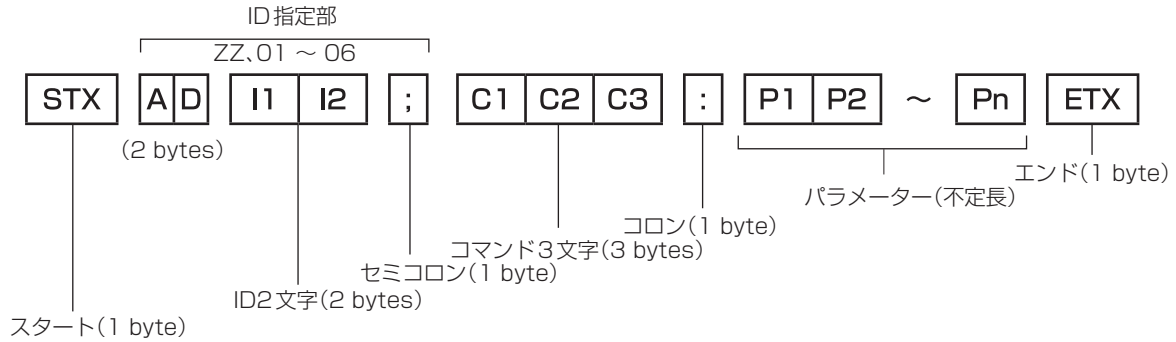 ID指定部
ZZ、01 ～ 06
STX A D I1 I2 ; C1 C2 C3 : P1 P2 ～ Pn ETX
(2 bytes)
エンド(1 byte)
パラメーター(不定長)
コロン(1 byte)
コマンド3文字(3 bytes)
セミコロン(1 byte)
ID2文字(2 bytes)
スタート(1 byte)